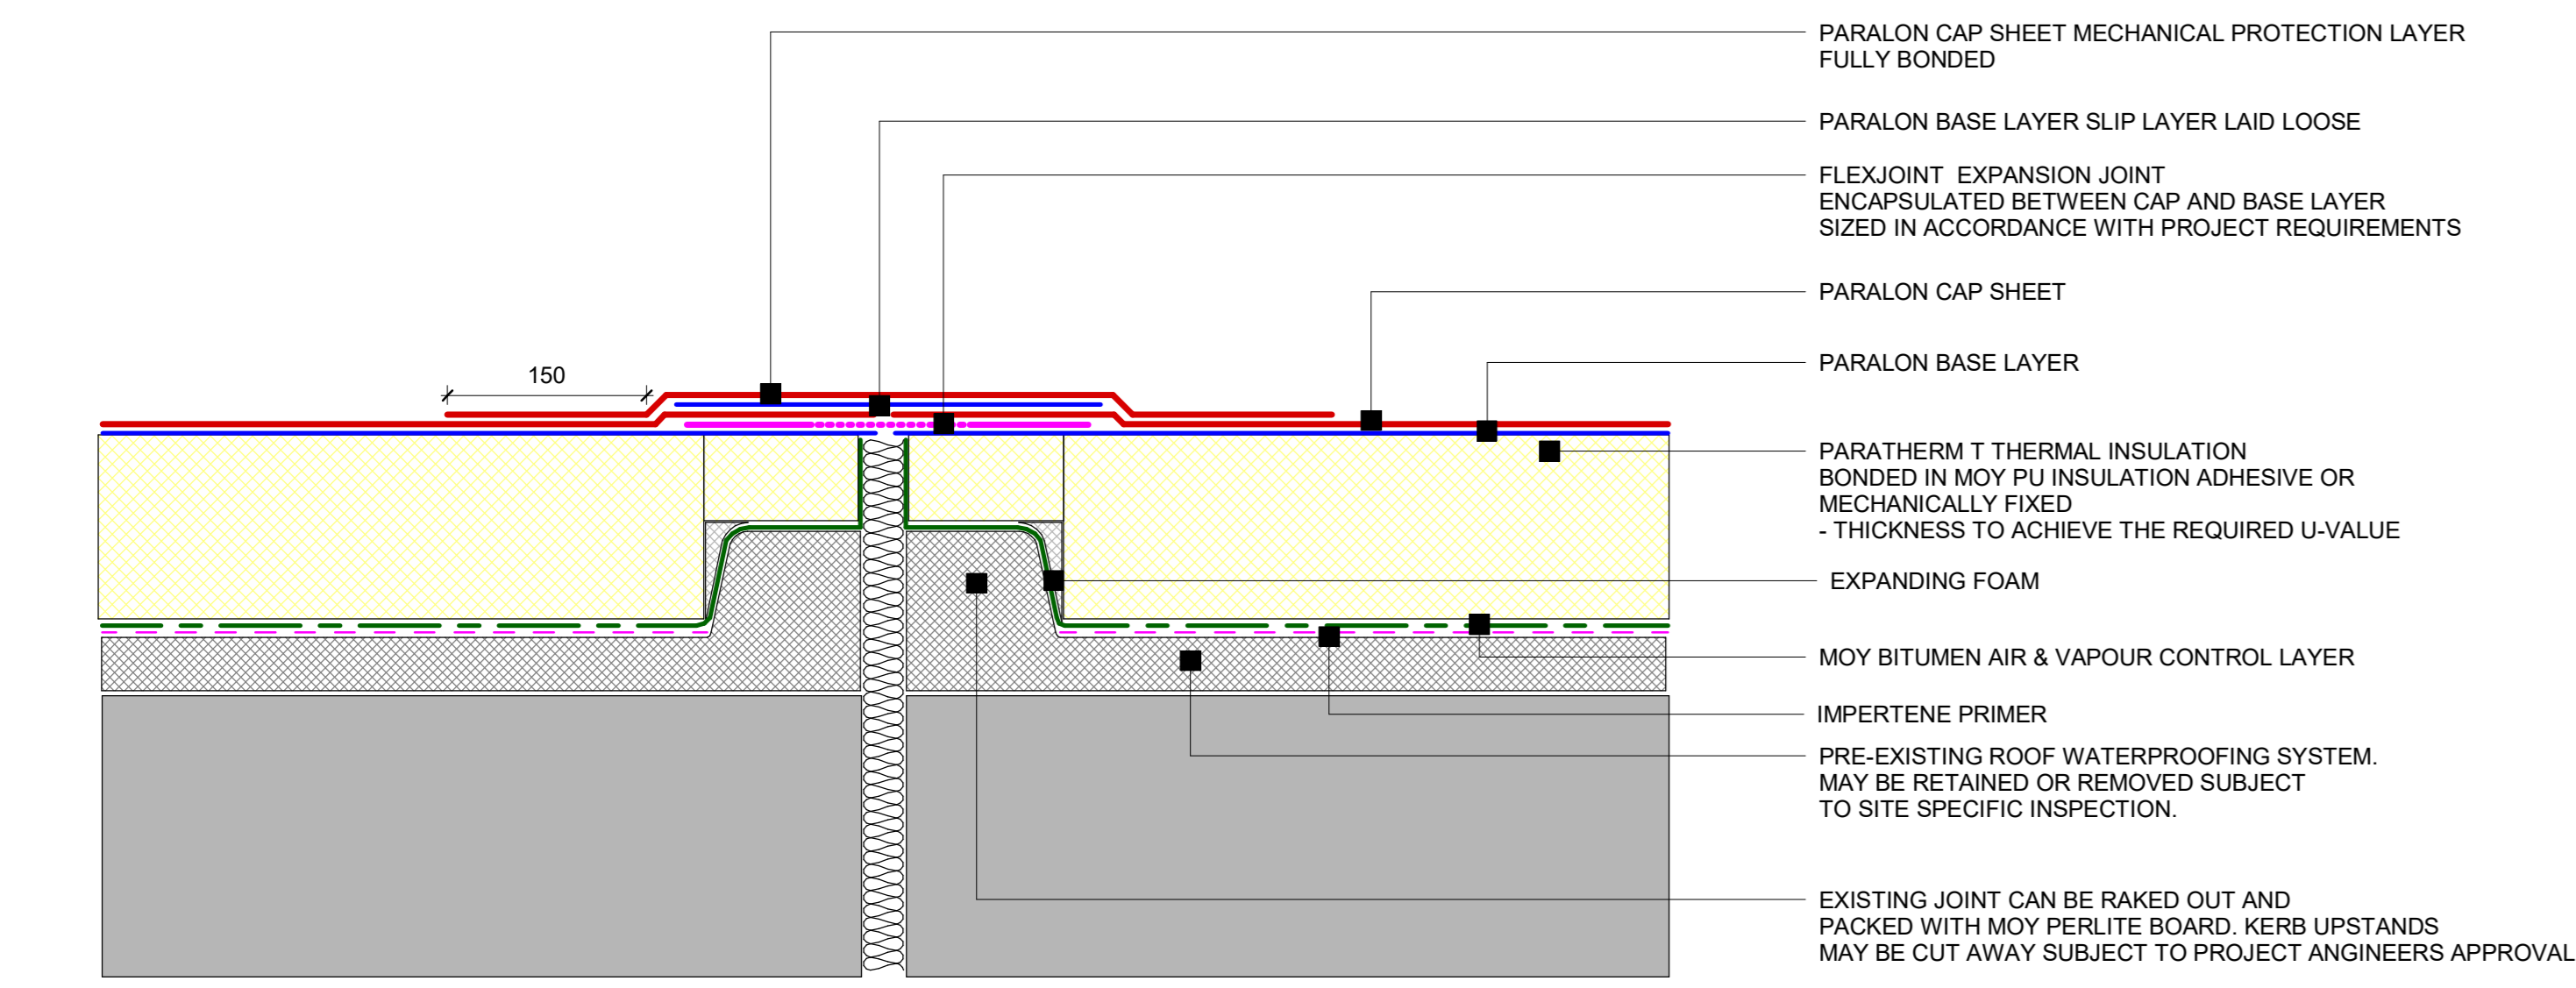 PARALON CAP SHEET MECHANICAL PROTECTION LAYER
FULLY BONDED
PARALON BASE LAYER SLIP LAYER LAID LOOSE
FLEXJOINT  EXPANSION JOINT
ENCAPSULATED BETWEEN CAP AND BASE LAYER
SIZED IN ACCORDANCE WITH PROJECT REQUIREMENTS
PARALON CAP SHEET
PARALON BASE LAYER
150
PARATHERM T THERMAL INSULATION
BONDED IN MOY PU INSULATION ADHESIVE OR
MECHANICALLY FIXED
- THICKNESS TO ACHIEVE THE REQUIRED U-VALUE
EXPANDING FOAM
MOY BITUMEN AIR & VAPOUR CONTROL LAYER
IMPERTENE PRIMER
PRE-EXISTING ROOF WATERPROOFING SYSTEM.
MAY BE RETAINED OR REMOVED SUBJECT
TO SITE SPECIFIC INSPECTION.
EXISTING JOINT CAN BE RAKED OUT AND
PACKED WITH MOY PERLITE BOARD. KERB UPSTANDS
MAY BE CUT AWAY SUBJECT TO PROJECT ANGINEERS APPROVAL